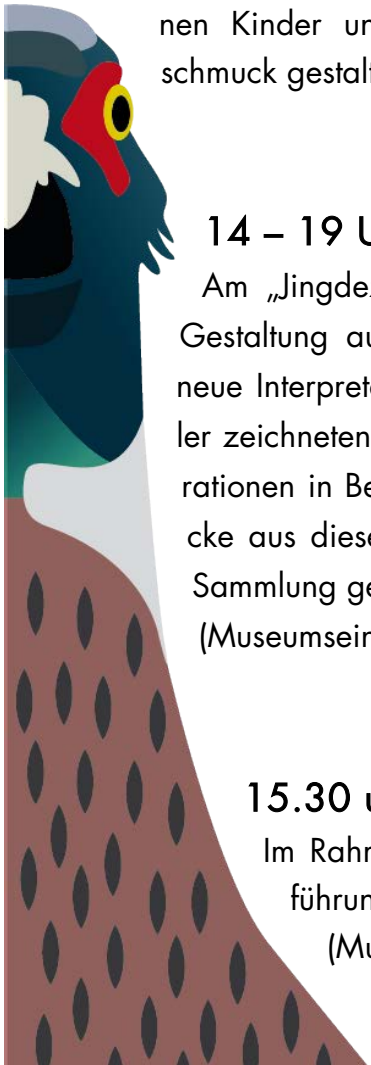 nen Kinder un
schmuck gestalt
14 – 19 U
Am „Jingde
Gestaltung au
neue Interpret
ler zeichneten
rationen in Be
cke aus diese
Sammlung ge
(Museumsein
15.30 u
Im Rahm
führun
(Mu